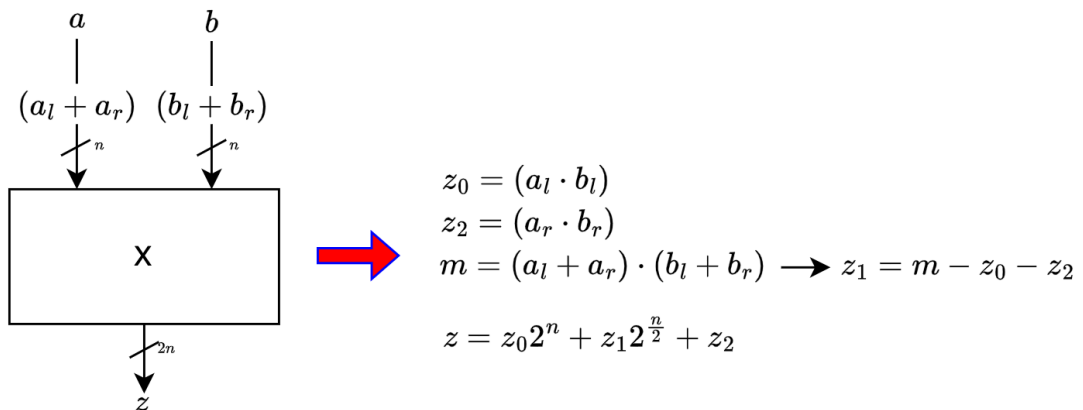 a b
(a_l + a_r) (b_l + b_r)
n n
X
2n
z
z_0 = (a_l · b_l)
z_2 = (a_r · b_r)
m = (a_l + a_r) · (b_l + b_r) → z_1 = m − z_0 − z_2
z = z_0 2^n + z_1 2^{n/2} + z_2